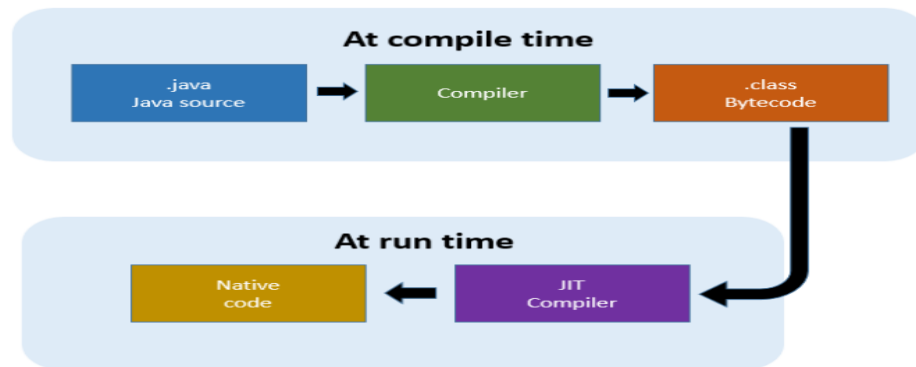 At compile time
.java
Java source
Compiler
.class
Bytecode
At run time
Native
code
JIT
Compiler